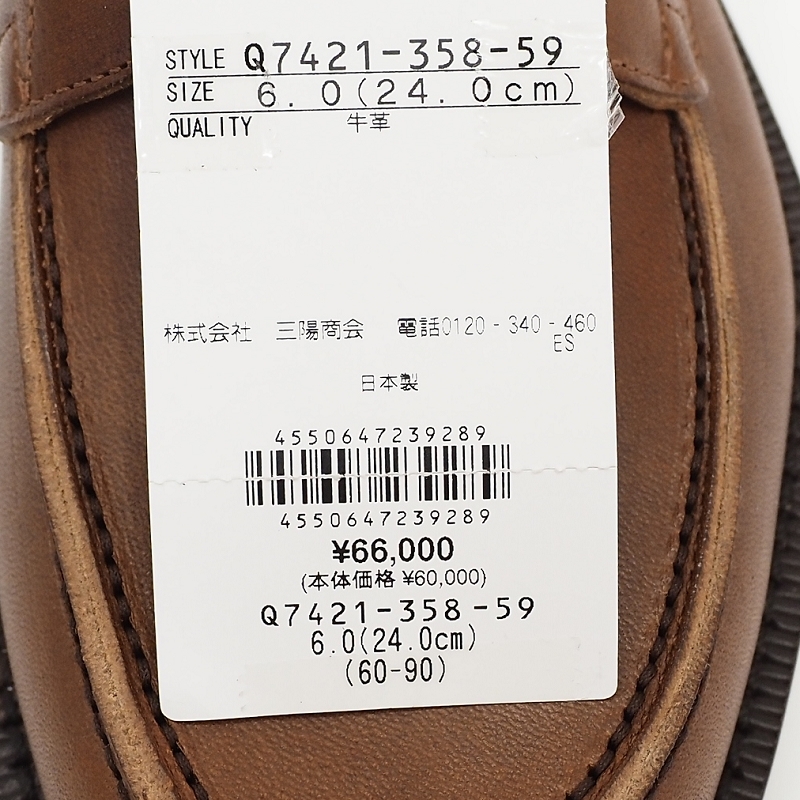 STYLE Q7421-358-59
SIZE 6.0(24.0cm)
QUALITY 牛革
株式会社 三陽商会 電話0120-340-460
ES
日本製
4550647239289
4550647239289
¥66,000
(本体価格 ¥60,000)
Q7421-358-59
6.0(24.0cm)
(60-90)